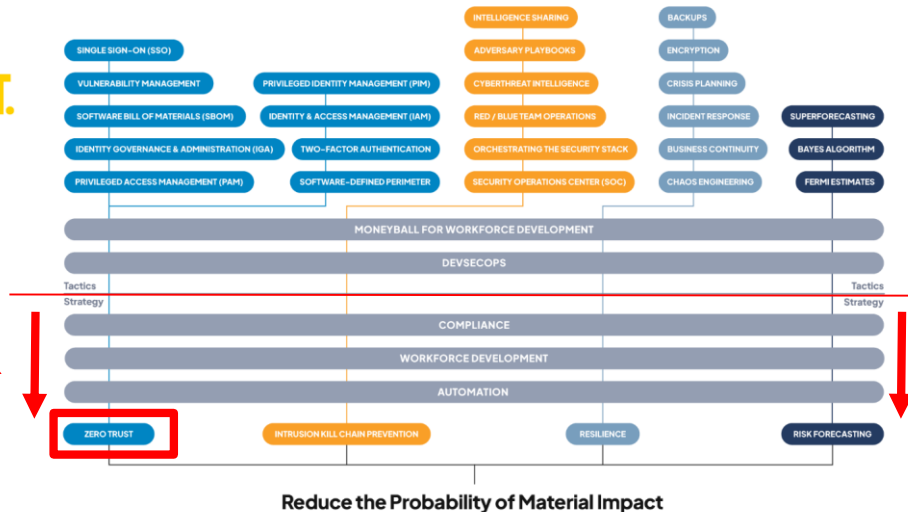 INTELLIGENCE SHARING
BACKUPS
SINGLE SIGN-ON (SSO)
ADVERSARY PLAYBOOKS
ENCRYPTION
VULNERABILITY MANAGEMENT
PRIVILEGED IDENTITY MANAGEMENT (PIM)
CYBERTHREAT INTELLIGENCE
CRISIS PLANNING
T.
SOFTWARE BILL OF MATERIALS (SBOM)
IDENTITY & ACCESS MANAGEMENT (IAM)
RED / BLUE TEAM OPERATIONS
INCIDENT RESPONSE
SUPERFORECASTING
IDENTITY GOVERNANCE & ADMINISTRATION (IGA)
TWO-FACTOR AUTHENTICATION
ORCHESTRATING THE SECURITY STACK
BUSINESS CONTINUITY
BAYES ALGORITHM
PRIVILEGED ACCESS MANAGEMENT (PAM)
SOFTWARE-DEFINED PERIMETER
SECURITY OPERATIONS CENTER (SOC)
CHAOS ENGINEERING
FERMI ESTIMATES
MONEYBALL FOR WORKFORCE DEVELOPMENT
DEVSECOPS
Tactics
Tactics
Strategy
Strategy
COMPLIANCE
WORKFORCE DEVELOPMENT
AUTOMATION
ZERO TRUST
INTRUSION KILL CHAIN PREVENTION
RESILIENCE
RISK FORECASTING
Reduce the Probability of Material Impact